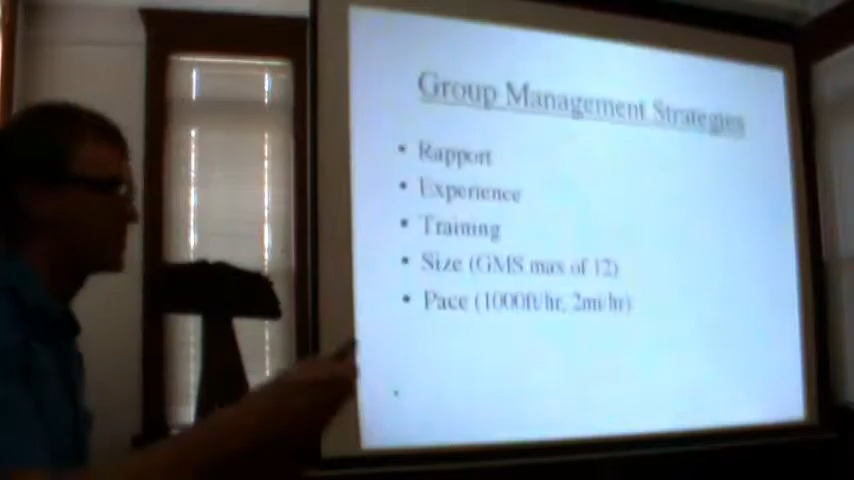 Group Management Strategies
• Rapport
• Experience
• Training
• Size (GMS max of 12)
• Pace (1000ft/hr, 2mi/hr)